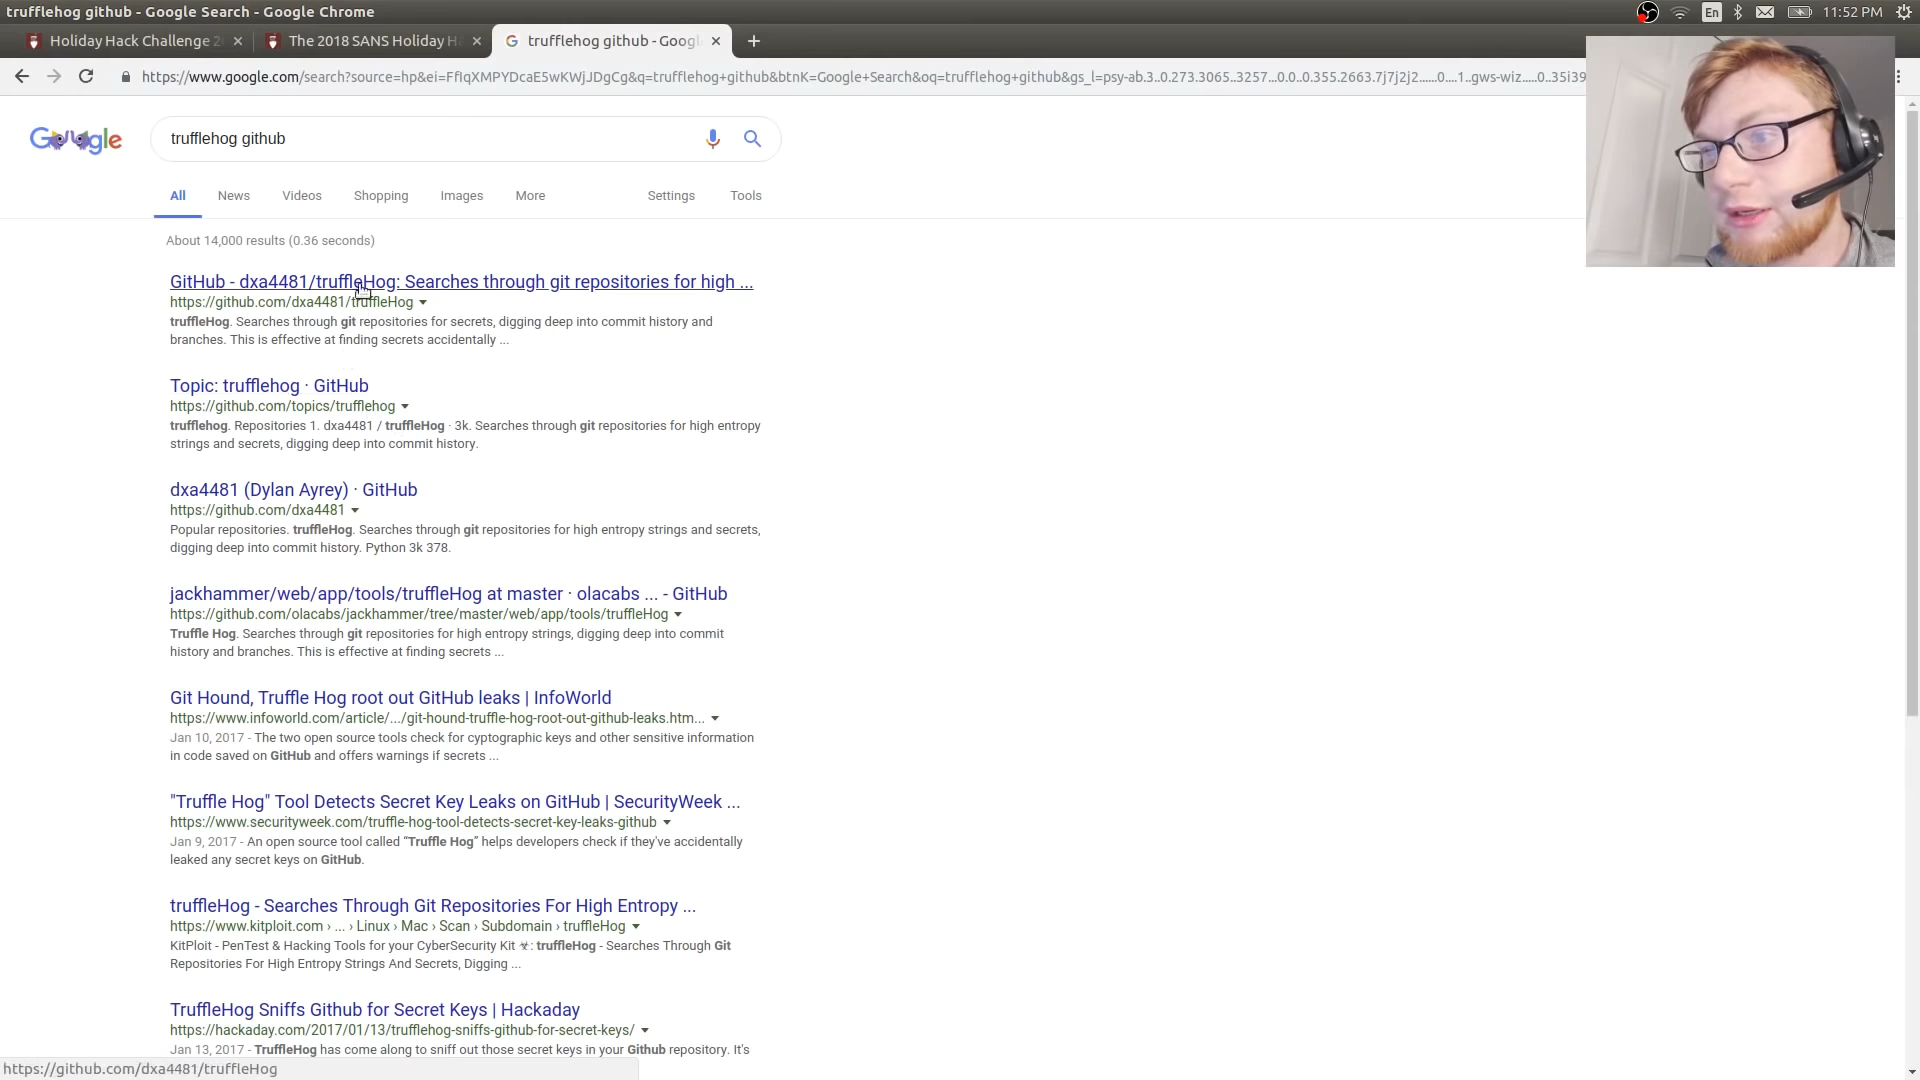 trufflehog github - Google Search - Google Chrome
En
11:52 PM
Holiday Hack Challenge 2
The 2018 SANS Holiday H
trufflehog github - Googl
https://www.google.com/search?source=hp&ei=FfIqXMPYDcaE5wKWjJDgCg&q=trufflehog+github&btnK=Google+Search&oq=trufflehog+github&gs_l=psy-ab.3..0.273.3065..3257...0.0..0.355.2663.7j7j2j2......0....1..gws-wiz.....0..35i39
Google
trufflehog github
All
News
Videos
Shopping
Images
More
Settings
Tools
About 14,000 results (0.36 seconds)
GitHub - dxa4481/truffleHog: Searches through git repositories for high ...
https://github.com/dxa4481/truffleHog
truffleHog. Searches through git repositories for secrets, digging deep into commit history and
branches. This is effective at finding secrets accidentally ...
Topic: trufflehog · GitHub
https://github.com/topics/trufflehog
trufflehog. Repositories 1. dxa4481 / truffleHog · 3k. Searches through git repositories for high entropy
strings and secrets, digging deep into commit history.
dxa4481 (Dylan Ayrey) · GitHub
https://github.com/dxa4481
Popular repositories. truffleHog. Searches through git repositories for high entropy strings and secrets,
digging deep into commit history. Python 3k 378.
jackhammer/web/app/tools/truffleHog at master · olacabs ... - GitHub
https://github.com/olacabs/jackhammer/tree/master/web/app/tools/truffleHog
Truffle Hog. Searches through git repositories for high entropy strings, digging deep into commit
history and branches. This is effective at finding secrets ...
Git Hound, Truffle Hog root out GitHub leaks | InfoWorld
https://www.infoworld.com/article/.../git-hound-truffle-hog-root-out-github-leaks.htm...
Jan 10, 2017 - The two open source tools check for cyptographic keys and other sensitive information
in code saved on GitHub and offers warnings if secrets ...
"Truffle Hog" Tool Detects Secret Key Leaks on GitHub | SecurityWeek ...
https://www.securityweek.com/truffle-hog-tool-detects-secret-key-leaks-github
Jan 9, 2017 - An open source tool called “Truffle Hog” helps developers check if they've accidentally
leaked any secret keys on GitHub.
truffleHog - Searches Through Git Repositories For High Entropy ...
https://www.kitploit.com › ... › Linux › Mac › Scan › Subdomain › truffleHog
KitPloit - PenTest & Hacking Tools for your CyberSecurity Kit ☣: truffleHog - Searches Through Git
Repositories For High Entropy Strings And Secrets, Digging ...
TruffleHog Sniffs Github for Secret Keys | Hackaday
https://hackaday.com/2017/01/13/trufflehog-sniffs-github-for-secret-keys/
Jan 13, 2017 - TruffleHog has come along to sniff out those secret keys in your Github repository. It's
https://github.com/dxa4481/truffleHog